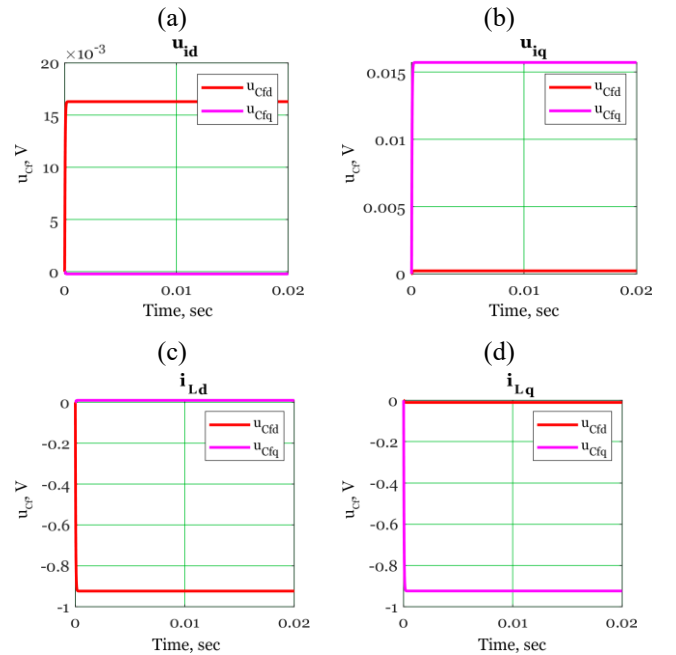 (a)
u_id
×10⁻³
20
15
10
5
0
u_Cf, V
u_Cfd
u_Cfq
0
0.01
0.02
Time, sec
(b)
u_iq
0.015
0.01
0.005
0
u_Cf, V
u_Cfd
u_Cfq
0
0.01
0.02
Time, sec
(c)
i_Ld
0
-0.2
-0.4
-0.6
-0.8
-1
u_Cf, V
u_Cfd
u_Cfq
0
0.01
0.02
Time, sec
(d)
i_Lq
0
-0.2
-0.4
-0.6
-0.8
-1
u_Cf, V
u_Cfd
u_Cfq
0
0.01
0.02
Time, sec